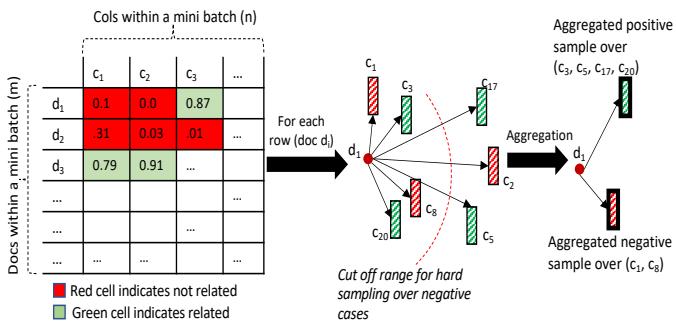 Cols within a mini batch (n)
Docs within a mini batch (m)
c1 c2 c3 ...
d1 0.1 0.0 0.87
d2 .31 0.03 .01 ...
d3 0.79 0.91 ...
... ...
... ...
... ... ...
Red cell indicates not related
Green cell indicates related
For each
row (doc di)
c1
c3
c17
d1
c2
c8
c20
c5
Cut off range for hard
sampling over negative
cases
Aggregation
Aggregated positive
sample over
(c3, c5, c17, c20)
d1
Aggregated negative
sample over (c1, c8)